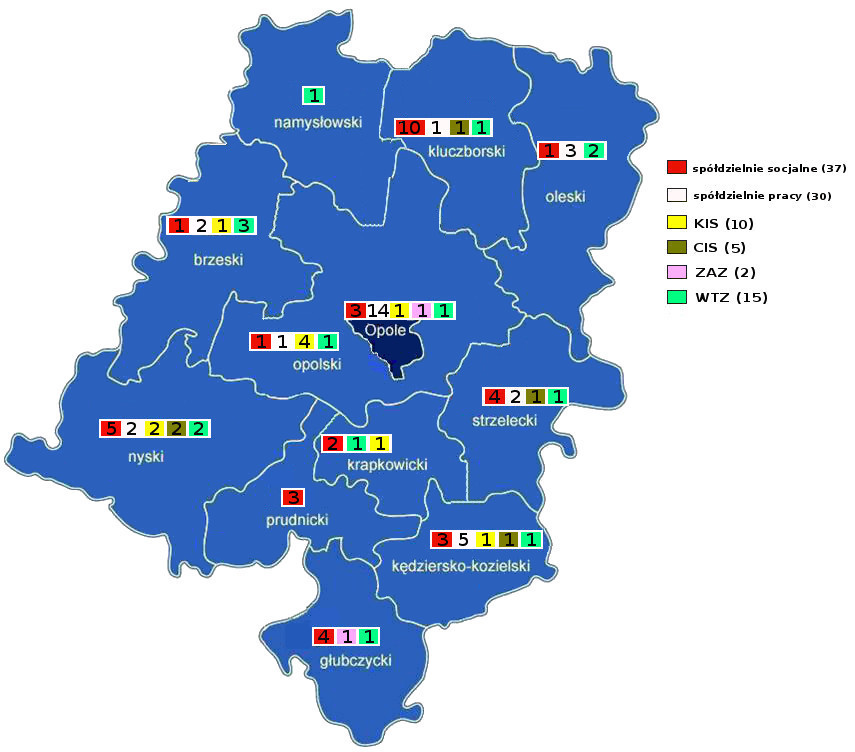 1
namysłowski
10 1 1 1
kluczborski
1 3 2
oleski
spółdzielnie socjalne (37)
spółdzielnie pracy (30)
KIS (10)
CIS (5)
ZAZ (2)
WTZ (15)
1 2 1 3
brzeski
3 14 1 1 1
Opole
1 1 4 1
opolski
4 2 1 1
strzelecki
5 2 2 2 2
nyski
2 1 1
krapkowicki
3
prudnicki
3 5 1 1 1
kędziersko-kozielski
4 1 1
głubczycki